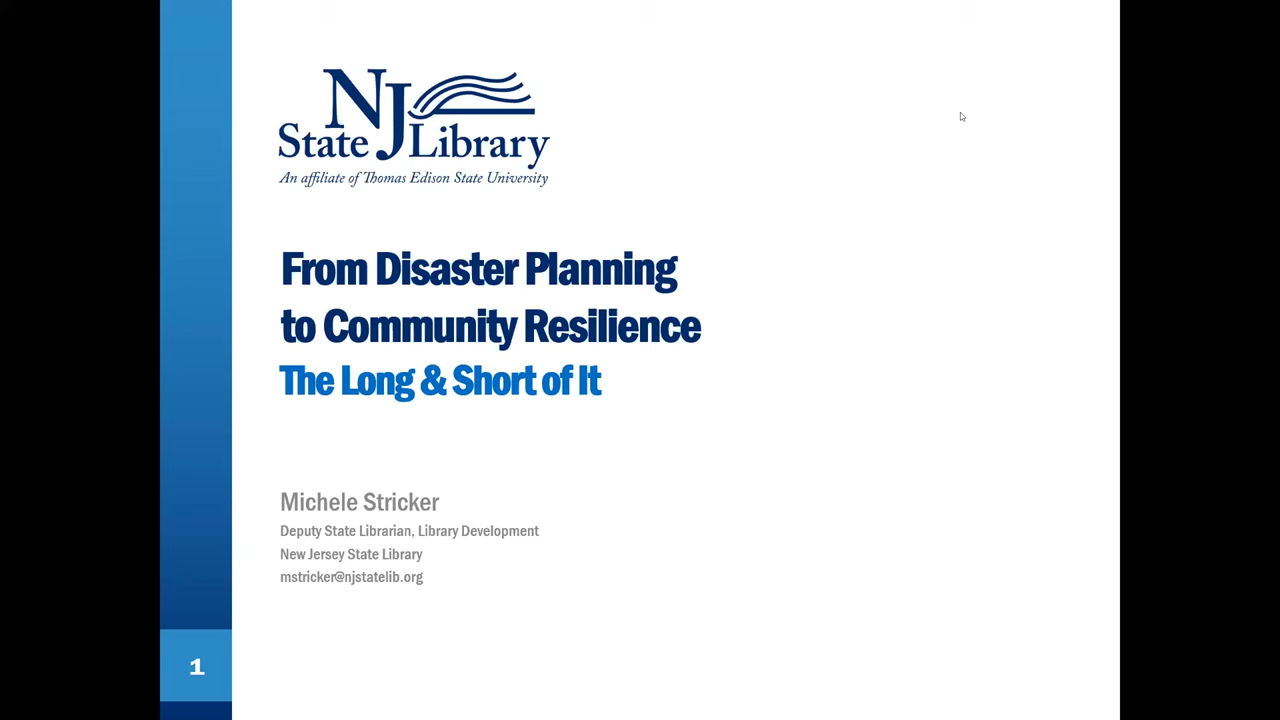 NJ
State Library
An affiliate of Thomas Edison State University
From Disaster Planning
to Community Resilience
The Long & Short of It
Michele Stricker
Deputy State Librarian, Library Development
New Jersey State Library
mstricker@njstatelib.org
1